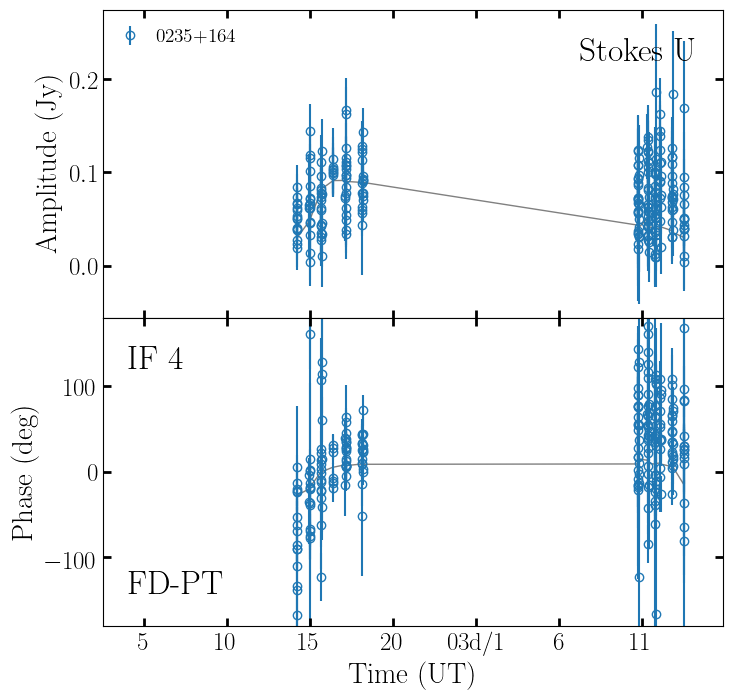 0235+164
Stokes U
Amplitude (Jy)
0.2
0.1
0.0
IF 4
Phase (deg)
100
0
−100
FD-PT
5 10 15 20 03d/1 6 11
Time (UT)